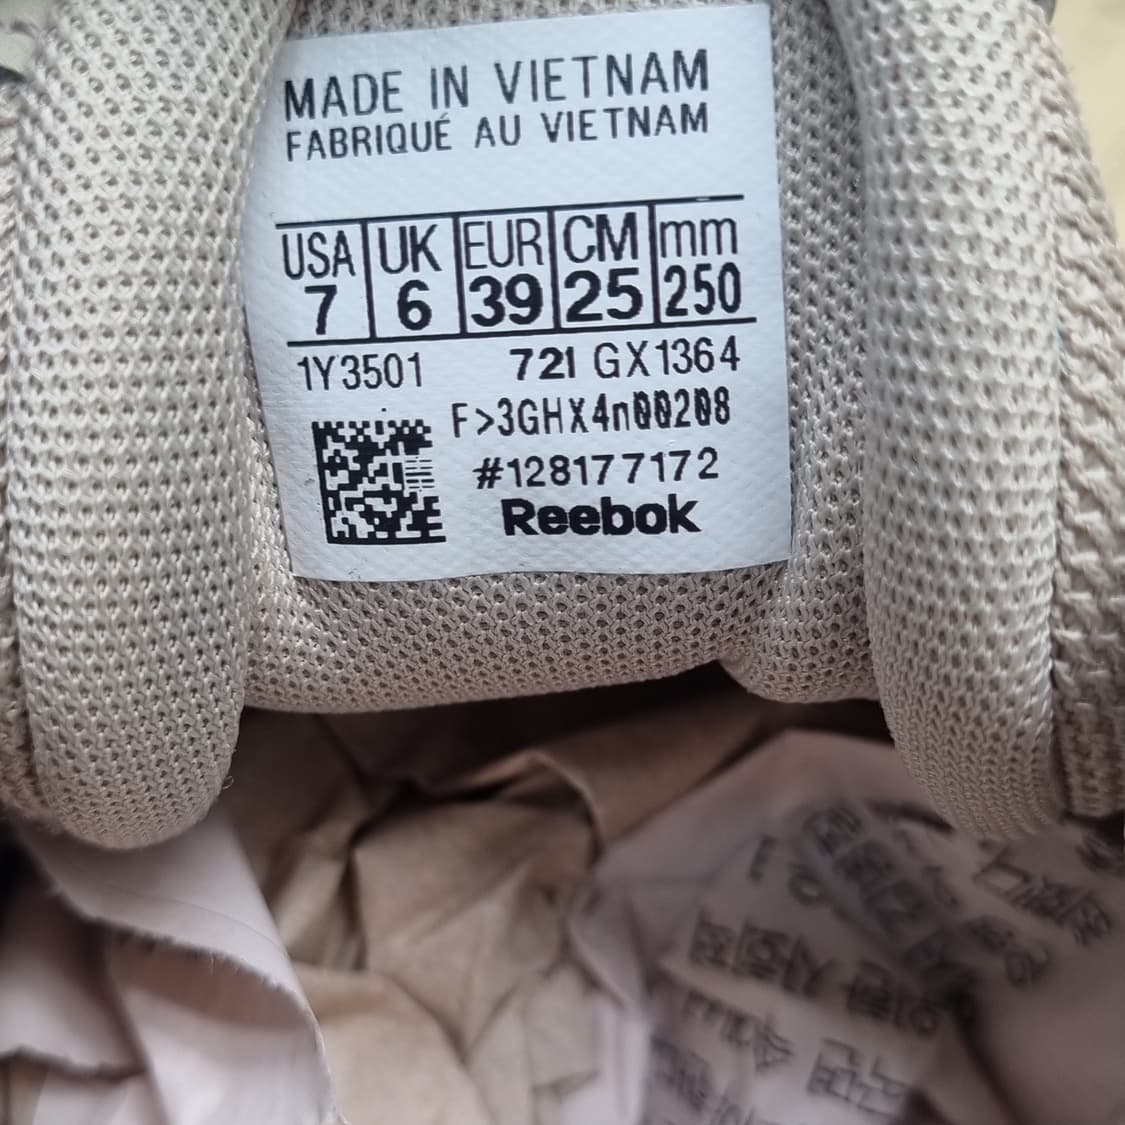 MADE IN VIETNAM
FABRIQUÉ AU VIETNAM
USA UK EUR CM mm
7 6 39 25 250
1Y3501 721 GX1364
F>3GHX4n00208
#128177172
Reebok